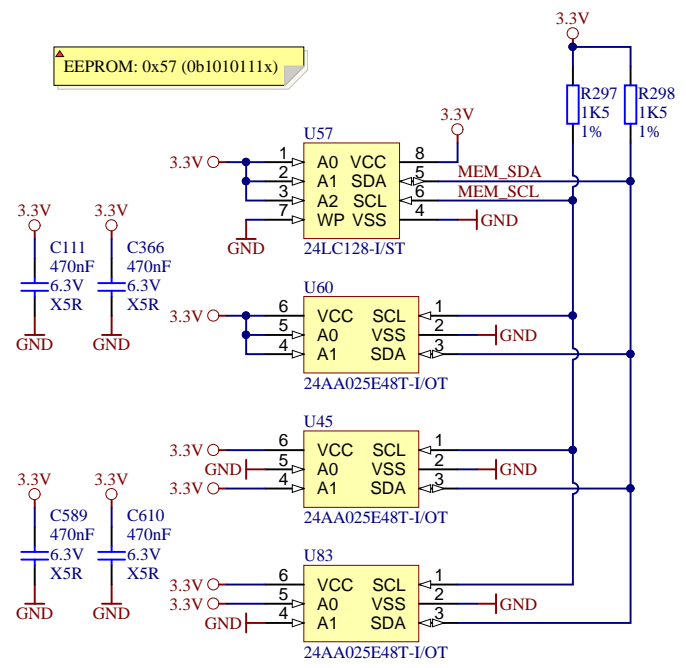 3.3V
EEPROM: 0x57 (0b1010111x)
R297
1K5
1%
R298
1K5
1%
U57
3.3V
3.3V
1 A0 VCC 8
2 A1 SDA 5 MEM_SDA
3 A2 SCL 6 MEM_SCL
7 WP VSS 4 GND
GND
24LC128-I/ST
3.3V
C111
470nF
6.3V
X5R
GND
3.3V
C366
470nF
6.3V
X5R
GND
U60
3.3V 6 VCC SCL 1
5 A0 VSS 2 GND
4 A1 SDA 3
24AA025E48T-I/OT
U45
3.3V 6 VCC SCL 1
GND 5 A0 VSS 2 GND
3.3V 4 A1 SDA 3
24AA025E48T-I/OT
3.3V
C589
470nF
6.3V
X5R
GND
3.3V
C610
470nF
6.3V
X5R
GND
U83
3.3V 6 VCC SCL 1
3.3V 5 A0 VSS 2 GND
GND 4 A1 SDA 3
24AA025E48T-I/OT